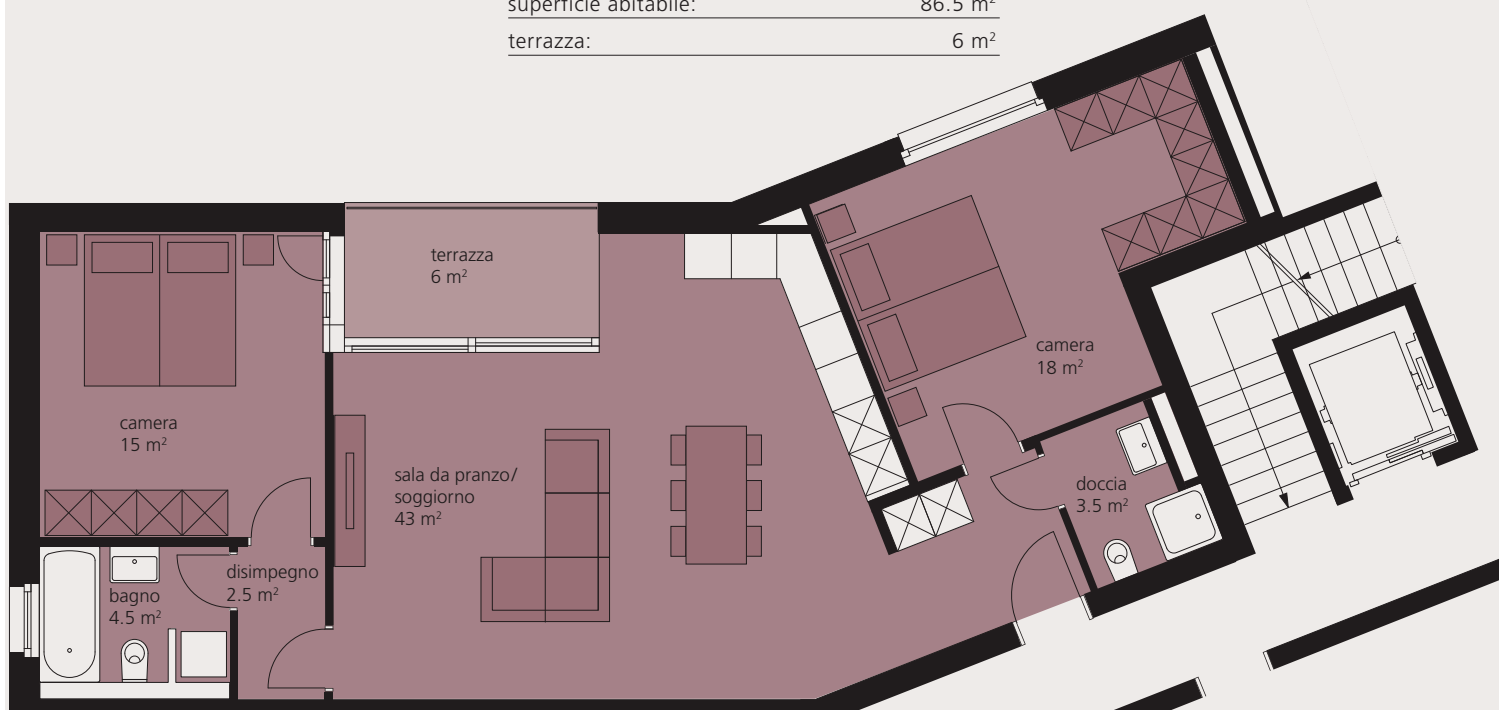 superficie abitabile: 86.5 m²
terrazza: 6 m²
terrazza
6 m²
camera
18 m²
camera
15 m²
sala da pranzo/
soggiorno
43 m²
doccia
3.5 m²
disimpegno
2.5 m²
bagno
4.5 m²